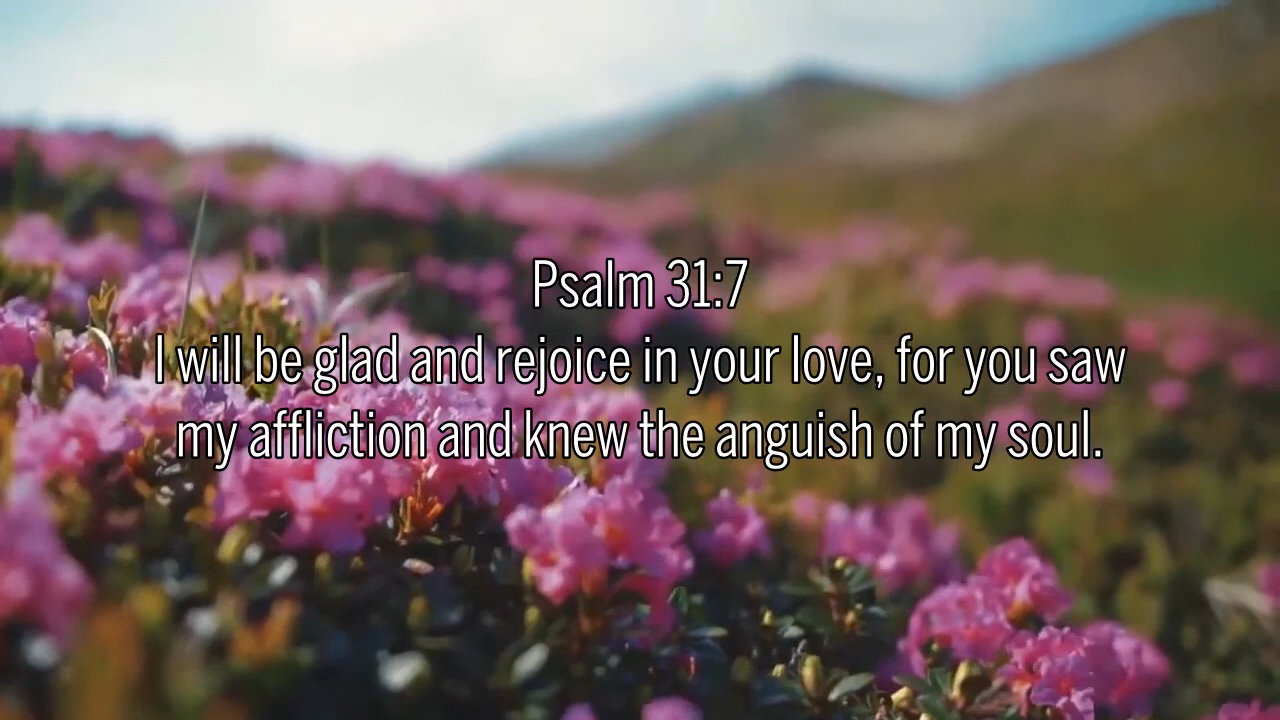 Psalm 31:7
I will be glad and rejoice in your love, for you saw
my affliction and knew the anguish of my soul.